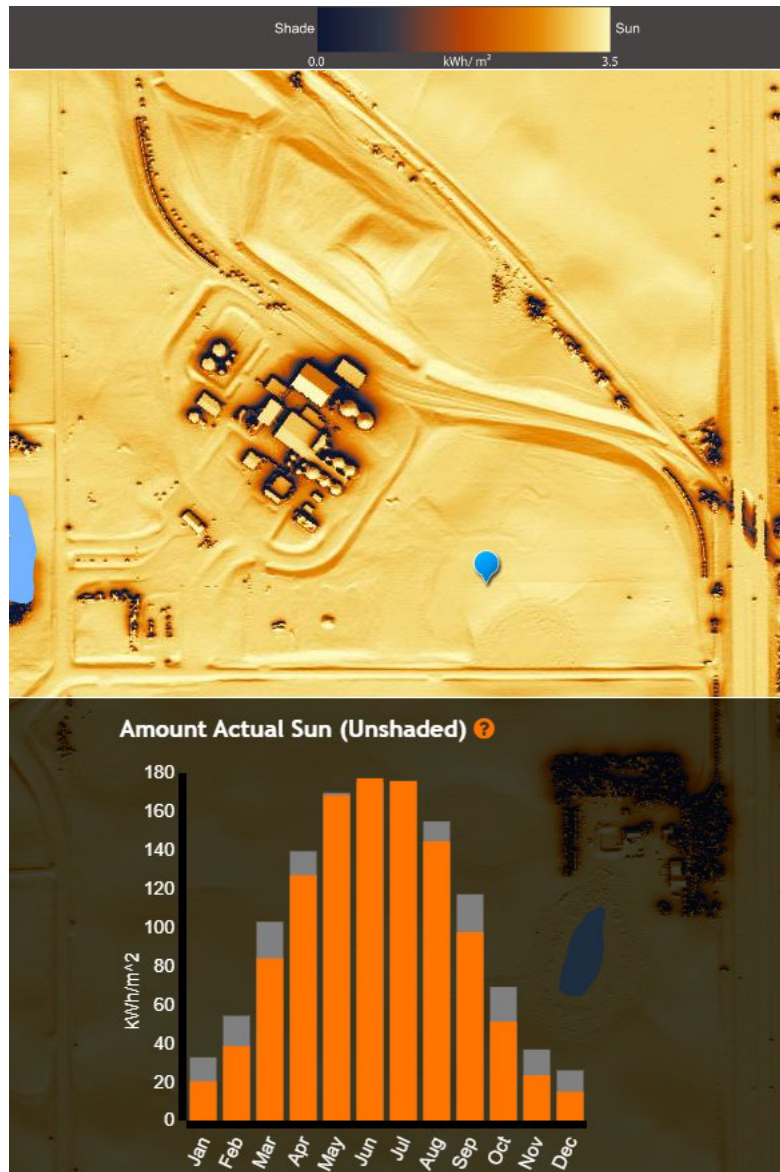 Shade Sun
0.0 kWh/ m² 3.5
Amount Actual Sun (Unshaded) ?
180
160
140
120
100
80
60
40
20
0
kWh/m^2
Jan Feb Mar Apr May Jun Jul Aug Sep Oct Nov Dec